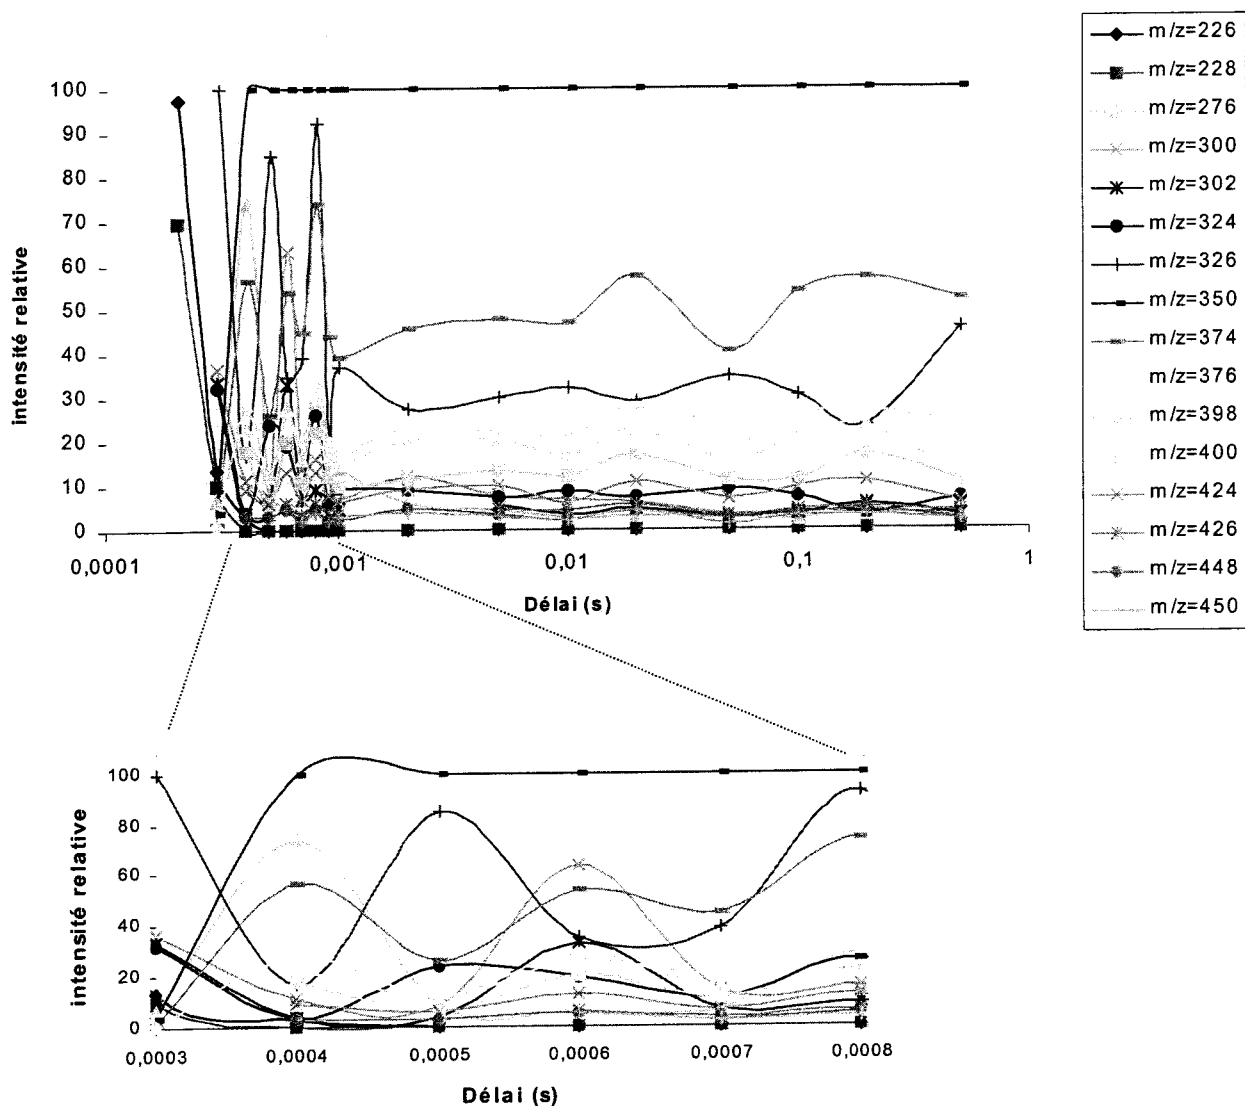 m/z=226
m/z=228
m/z=276
m/z=300
m/z=302
m/z=324
m/z=326
m/z=350
m/z=374
m/z=376
m/z=398
m/z=400
m/z=424
m/z=426
m/z=448
m/z=450
intensité relative
100
90
80
70
60
50
40
30
20
10
0
0,0001
0,001
0,01
0,1
1
Délai (s)
intensité relative
100
80
60
40
20
0
0,0003
0,0004
0,0005
0,0006
0,0007
0,0008
Délai (s)